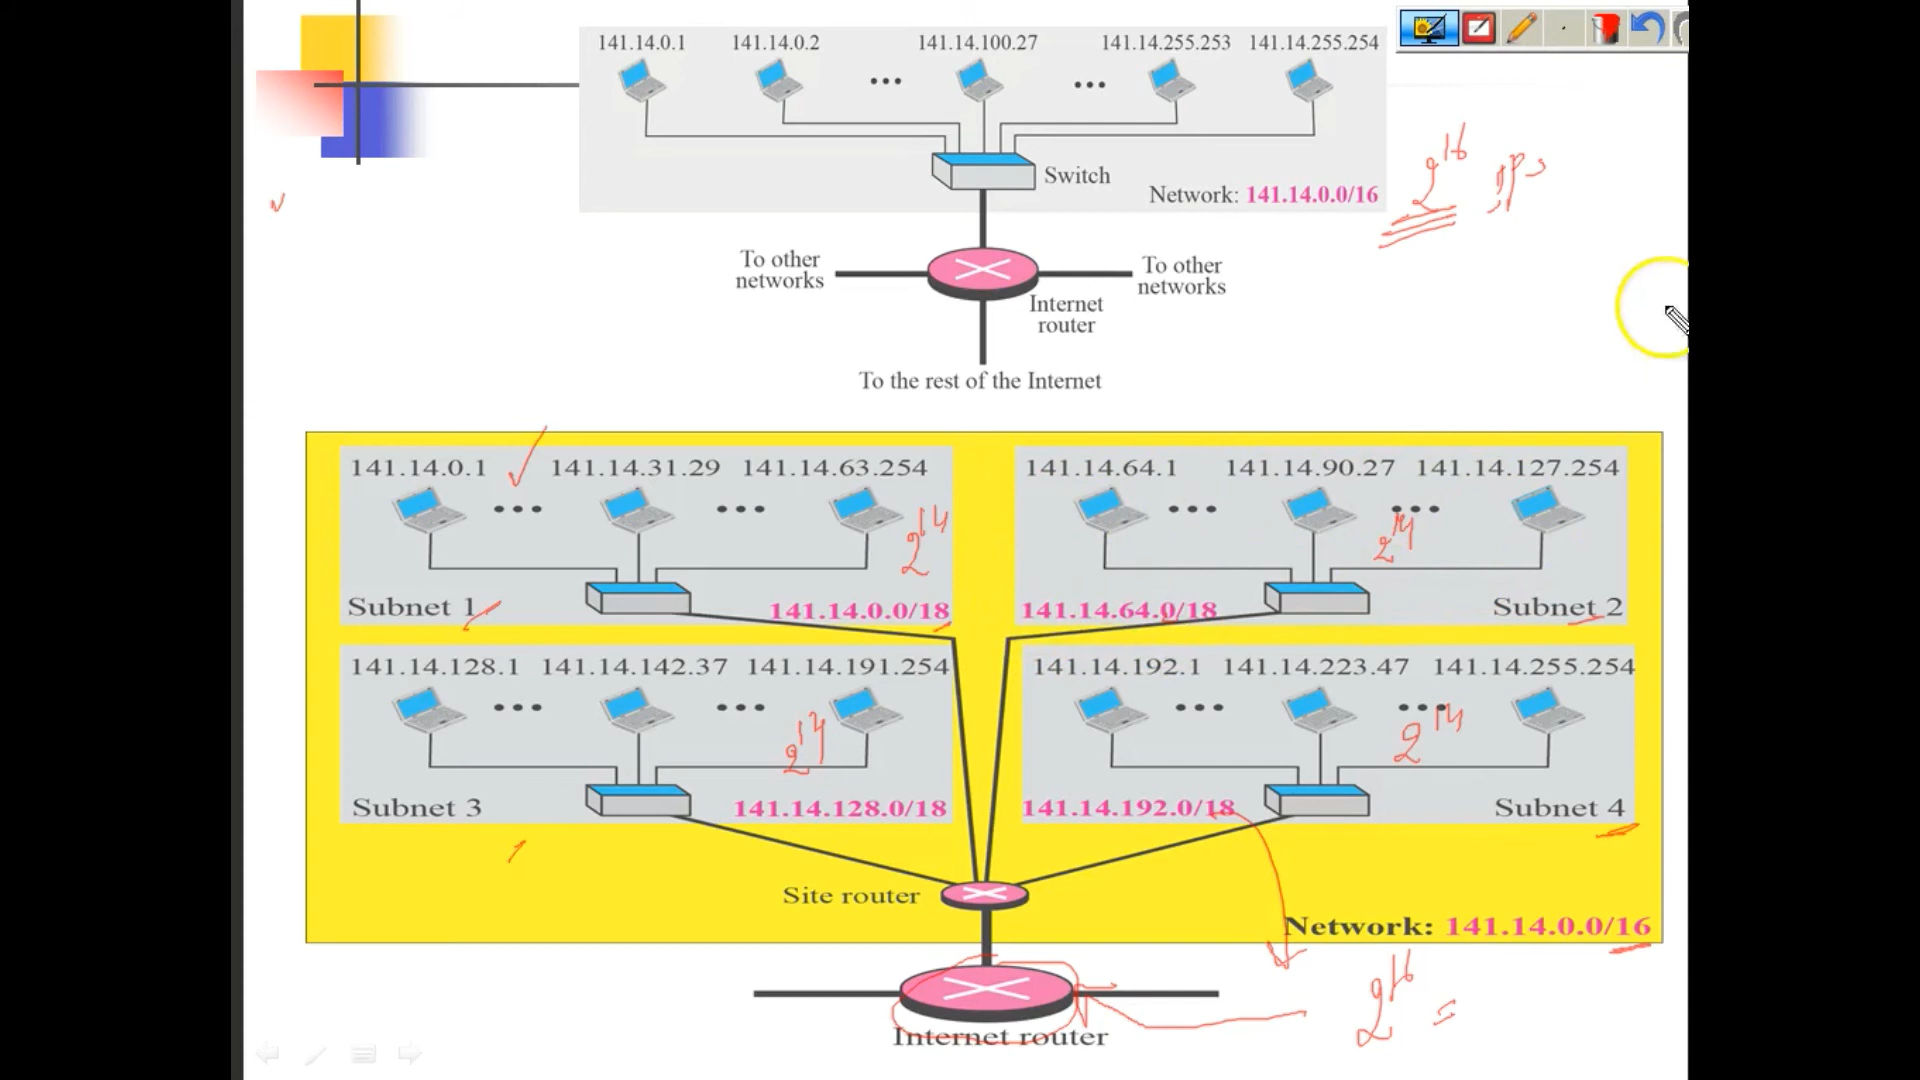 141.14.0.1 141.14.0.2 141.14.100.27 141.14.255.253 141.14.255.254
Switch
Network: 141.14.0.0/16
2^16 IPs
To other
networks
To other
networks
Internet
router
To the rest of the Internet
141.14.0.1 141.14.31.29 141.14.63.254
2^14
Subnet 1
141.14.0.0/18
141.14.64.1 141.14.90.27 141.14.127.254
2^14
141.14.64.0/18
Subnet 2
141.14.128.1 141.14.142.37 141.14.191.254
2^14
Subnet 3
141.14.128.0/18
141.14.192.1 141.14.223.47 141.14.255.254
2^14
141.14.192.0/18
Subnet 4
Site router
Network: 141.14.0.0/16
Internet router
2^16 =